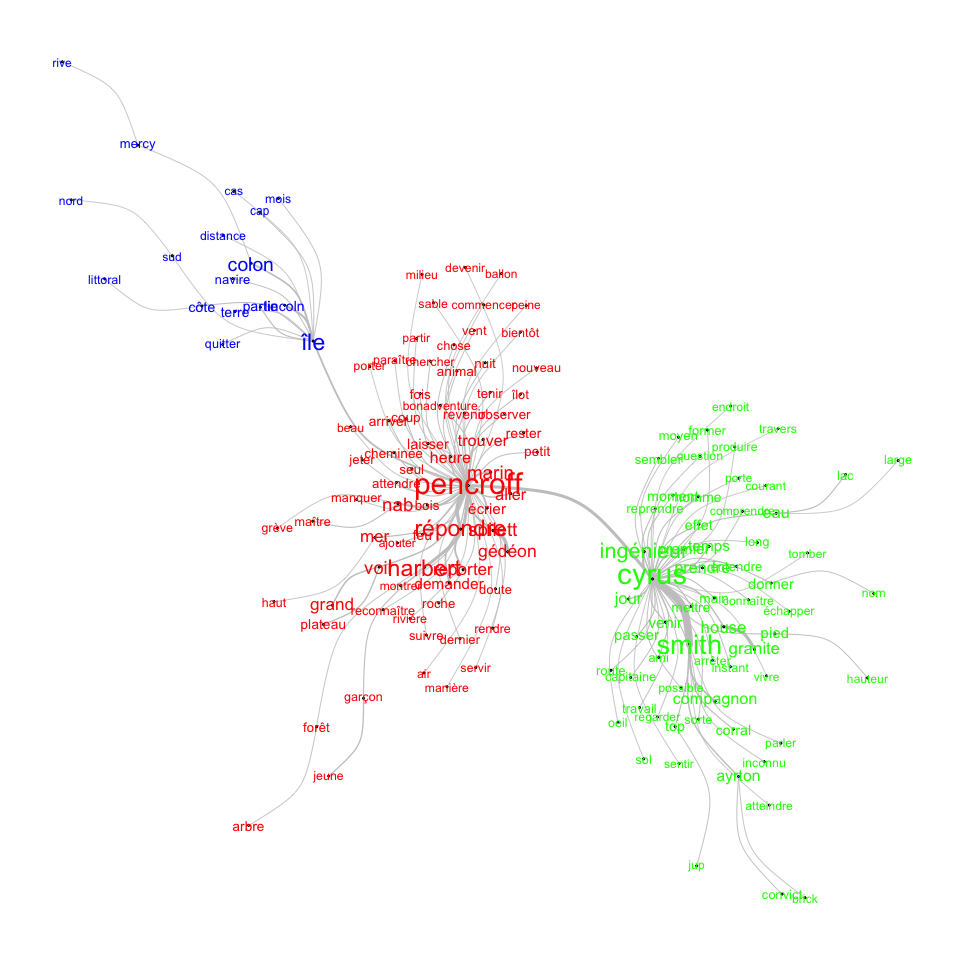 rive
mercy
cas
mois
nord
cap
distance
sud
colon
littoral
navire
côte
terre
partie
lincoln
quitter
île
milieu
devenir
ballon
sable
commencer
peine
vent
bientôt
partir
chose
paraître
chercher
nuit
porter
animal
nouveau
fois
tenir
îlot
bonadventure
arriver
coup
revenir
observer
beau
rester
laisser
trouver
cheminée
heure
petit
jeter
seul
marin
attendre
pencroff
manquer
nab
bois
aller
écrier
maître
grève
répondre
spilett
mer
feu
ajouter
gédéon
voir
harbert
reporter
montrer
demander
doute
haut
grand
reconnaître
roche
plateau
rivière
rendre
suivre
dernier
air
servir
manière
garçon
forêt
jeune
arbre
endroit
moyen
former
travers
produire
sembler
question
large
porte
lac
courant
moment
homme
reprendre
comprendre
eau
effet
ingénieur
temps
long
tomber
prendre
entendre
cyrus
donner
nom
jour
main
connaître
mettre
échapper
venir
house
passer
pied
smith
granite
ami
arrêter
route
instant
capitaine
vivre
hauteur
possible
compagnon
travail
regarder
sorte
oeil
top
corral
parler
sol
sentir
inconnu
ayrton
atteindre
jup
convict
brick